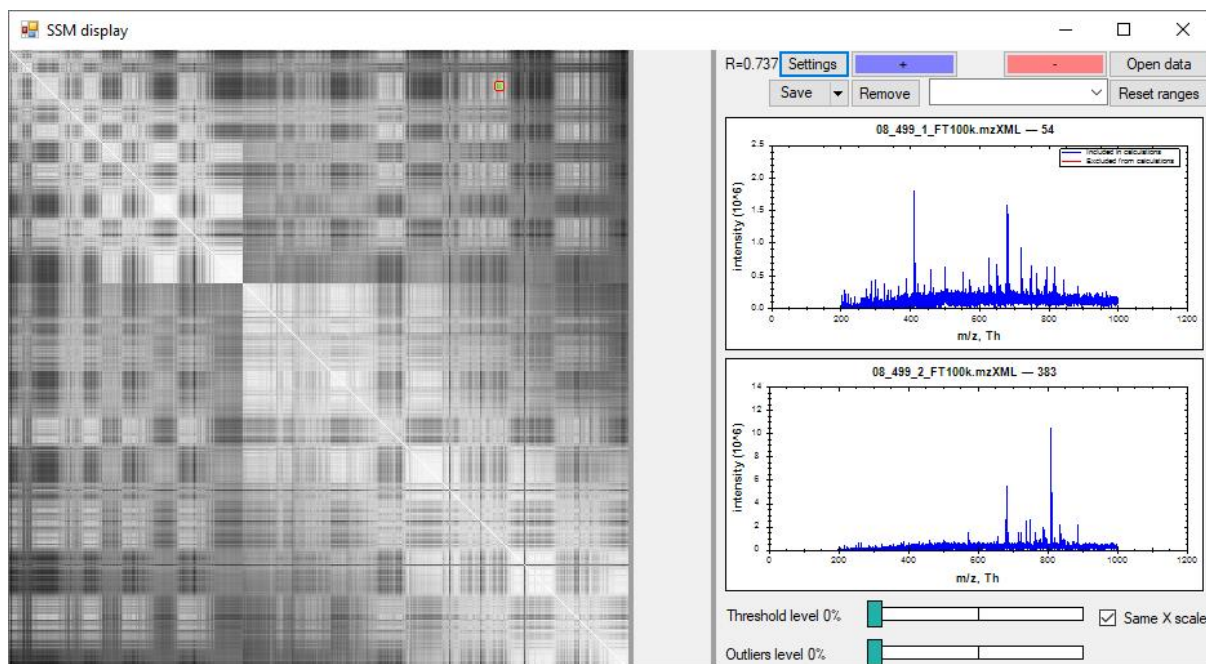 SSM display
R=0.737 Settings + - Open data
Save Remove Reset ranges
08_499_1_FT100k.mzXML — 54
Included in calculations
Excluded from calculations
2.5
2.0
1.5
1.0
0.5
0.0
intensity (10^6)
0 200 400 600 800 1000 1200
m/z, Th
08_499_2_FT100k.mzXML — 383
14
12
10
8
6
4
2
0
intensity (10^6)
0 200 400 600 800 1000 1200
m/z, Th
Threshold level 0% Same X scale
Outliers level 0%